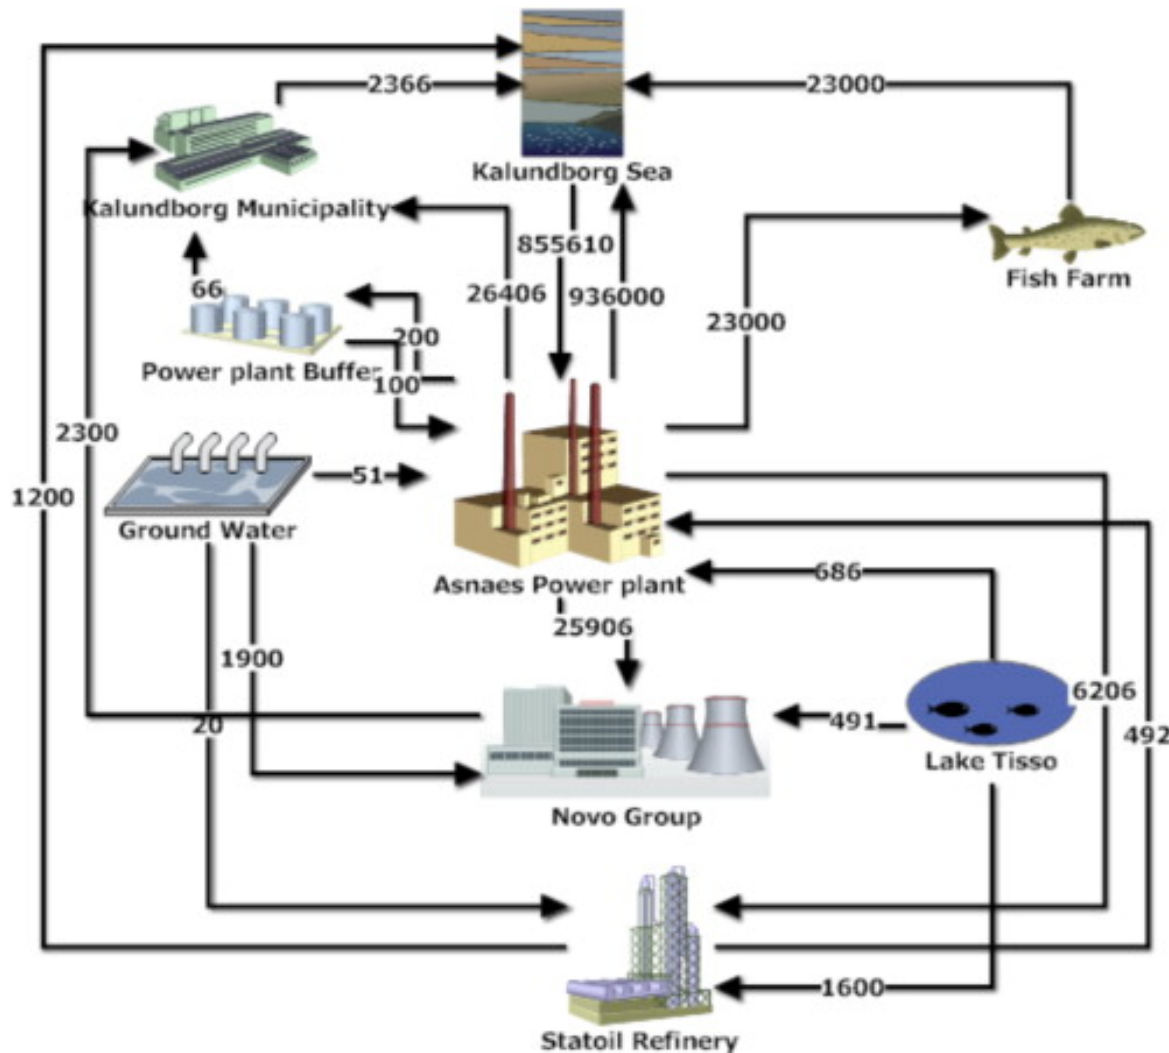 2366
23000
Kalundborg Sea
Kalundborg Municipality
855610
26406
936000
Fish Farm
66
200
23000
Power plant Buffer
100
2300
51
1200
Ground Water
Asnaes Power plant
686
25906
1900
6206
20
491
492
Lake Tisso
Novo Group
1600
Statoil Refinery